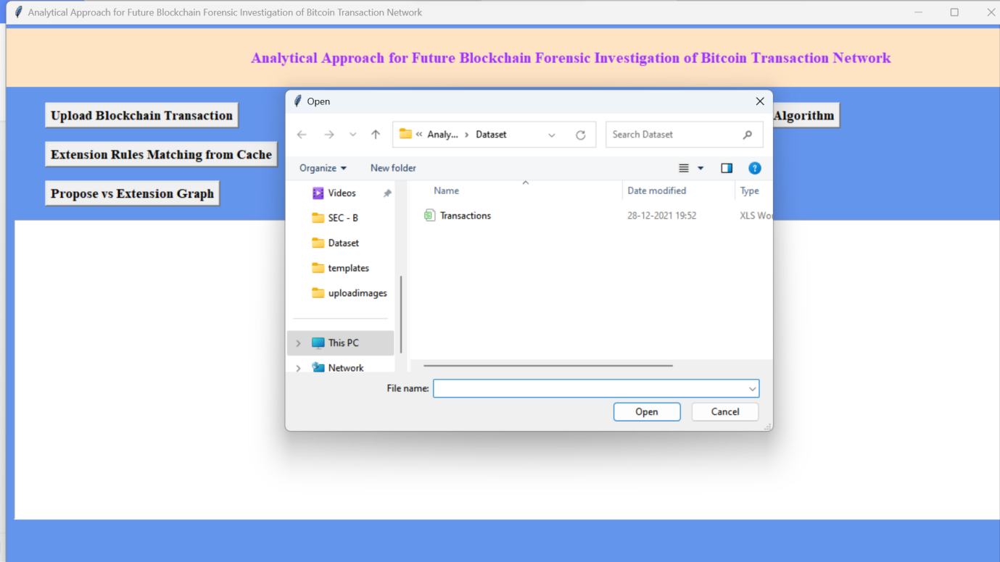 Analytical Approach for Future Blockchain Forensic Investigation of Bitcoin Transaction Network
Analytical Approach for Future Blockchain Forensic Investigation of Bitcoin Transaction Network
Upload Blockchain Transaction
Algorithm
Extension Rules Matching from Cache
Propose vs Extension Graph
Open
« Analy... › Dataset
Search Dataset
Organize
New folder
Name
Date modified
Type
Videos
SEC - B
Dataset
templates
uploadimages
This PC
Network
Transactions
28-12-2021 19:52
XLS Wo
File name:
Open
Cancel